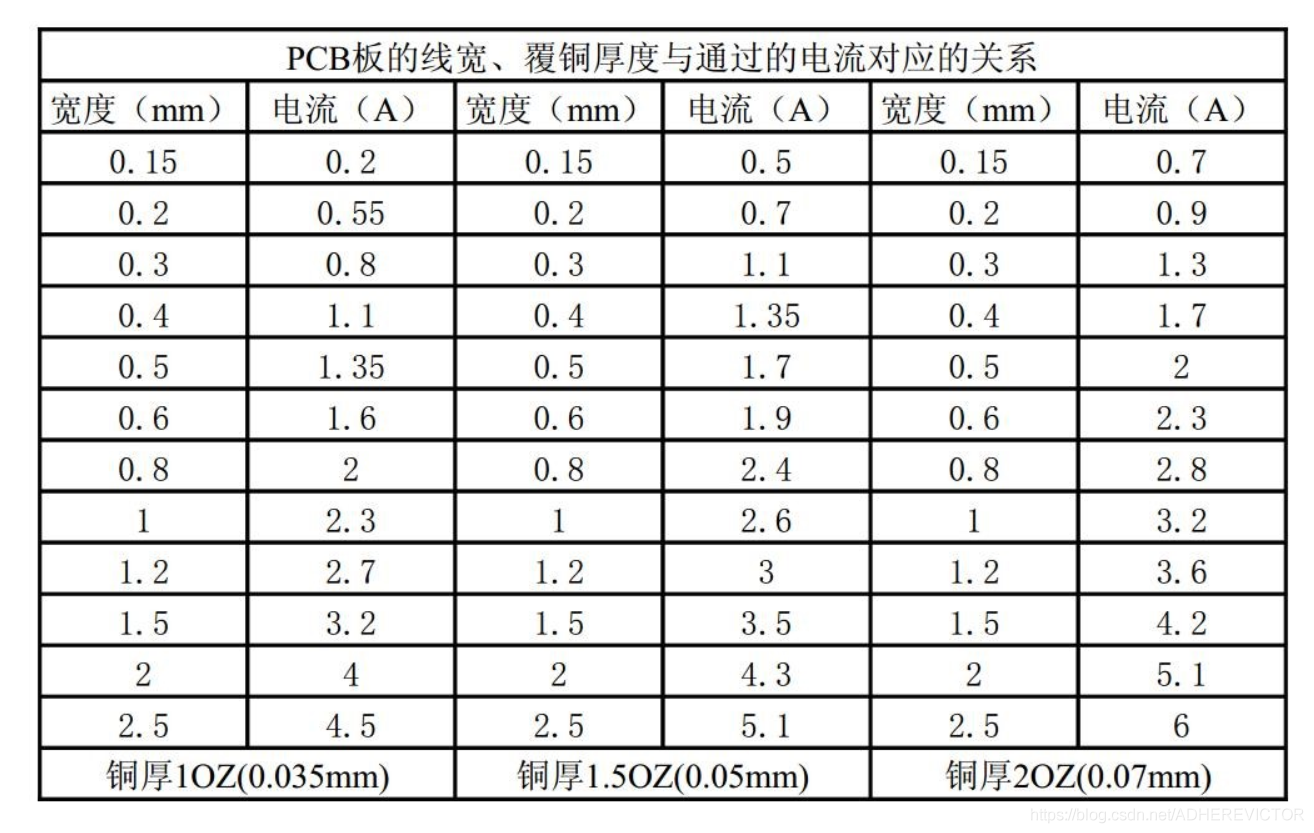 PCB板的线宽、覆铜厚度与通过的电流对应的关系
宽度（mm） 电流（A） 宽度（mm） 电流（A） 宽度（mm） 电流（A）
0.15 0.2 0.15 0.5 0.15 0.7
0.2 0.55 0.2 0.7 0.2 0.9
0.3 0.8 0.3 1.1 0.3 1.3
0.4 1.1 0.4 1.35 0.4 1.7
0.5 1.35 0.5 1.7 0.5 2
0.6 1.6 0.6 1.9 0.6 2.3
0.8 2 0.8 2.4 0.8 2.8
1 2.3 1 2.6 1 3.2
1.2 2.7 1.2 3 1.2 3.6
1.5 3.2 1.5 3.5 1.5 4.2
2 4 2 4.3 2 5.1
2.5 4.5 2.5 5.1 2.5 6
铜厚1OZ(0.035mm) 铜厚1.5OZ(0.05mm) 铜厚2OZ(0.07mm)
https://blog.csdn.net/ADHEREVICTOR